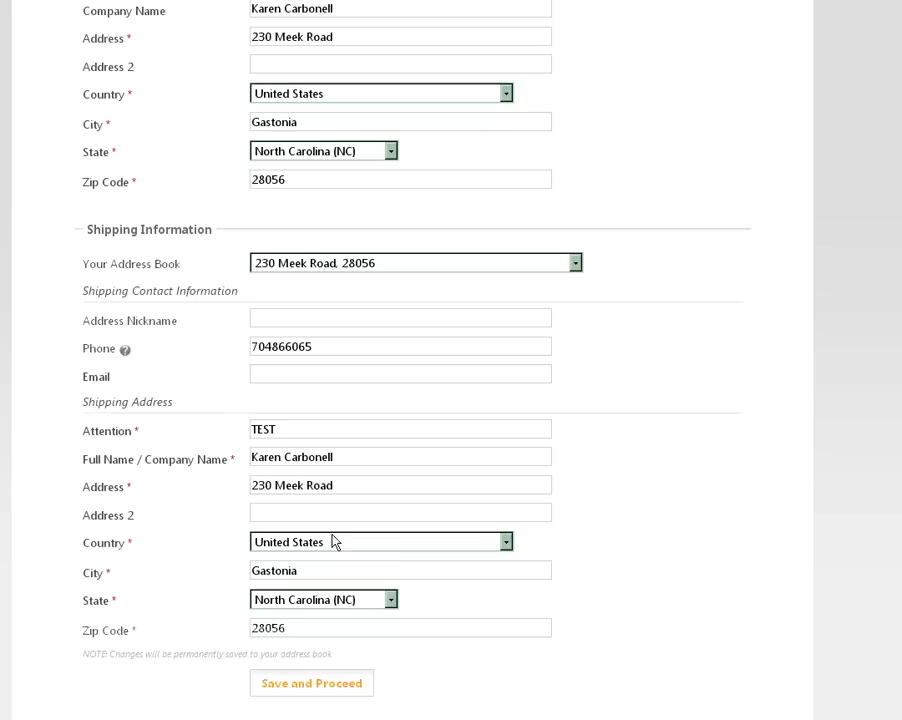 Company Name Karen Carbonell
Address * 230 Meek Road
Address 2
Country * United States
City * Gastonia
State * North Carolina (NC)
Zip Code * 28056
Shipping Information
Your Address Book 230 Meek Road, 28056
Shipping Contact Information
Address Nickname
Phone ? 704866065
Email
Shipping Address
Attention * TEST
Full Name / Company Name * Karen Carbonell
Address * 230 Meek Road
Address 2
Country * United States
City * Gastonia
State * North Carolina (NC)
Zip Code * 28056
NOTE: Changes will be permanently saved to your address book
Save and Proceed